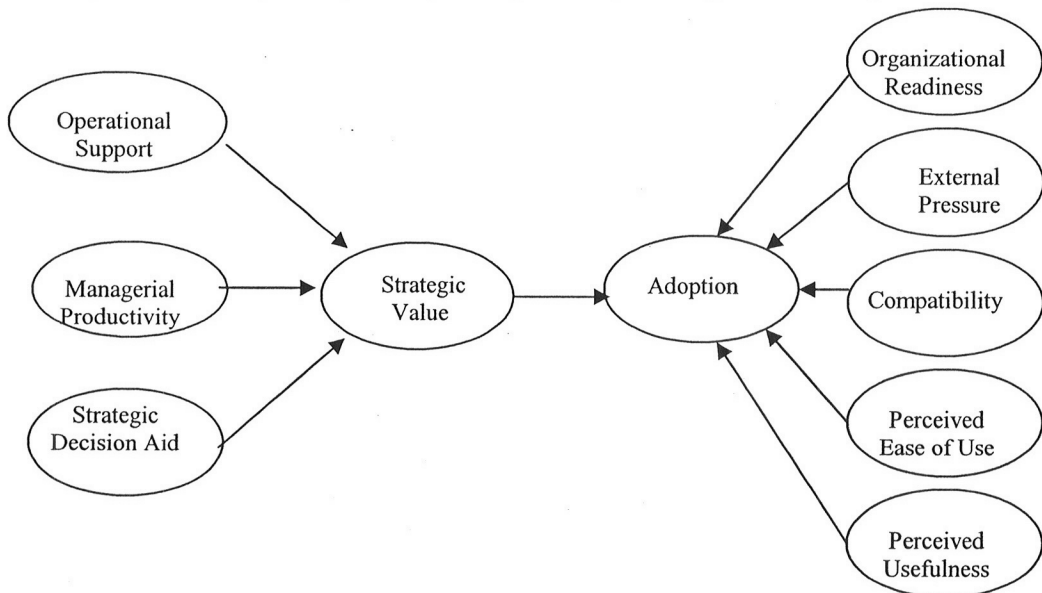 Operational
Support
Managerial
Productivity
Strategic
Decision Aid
Strategic
Value
Adoption
Organizational
Readiness
External
Pressure
Compatibility
Perceived
Ease of Use
Perceived
Usefulness